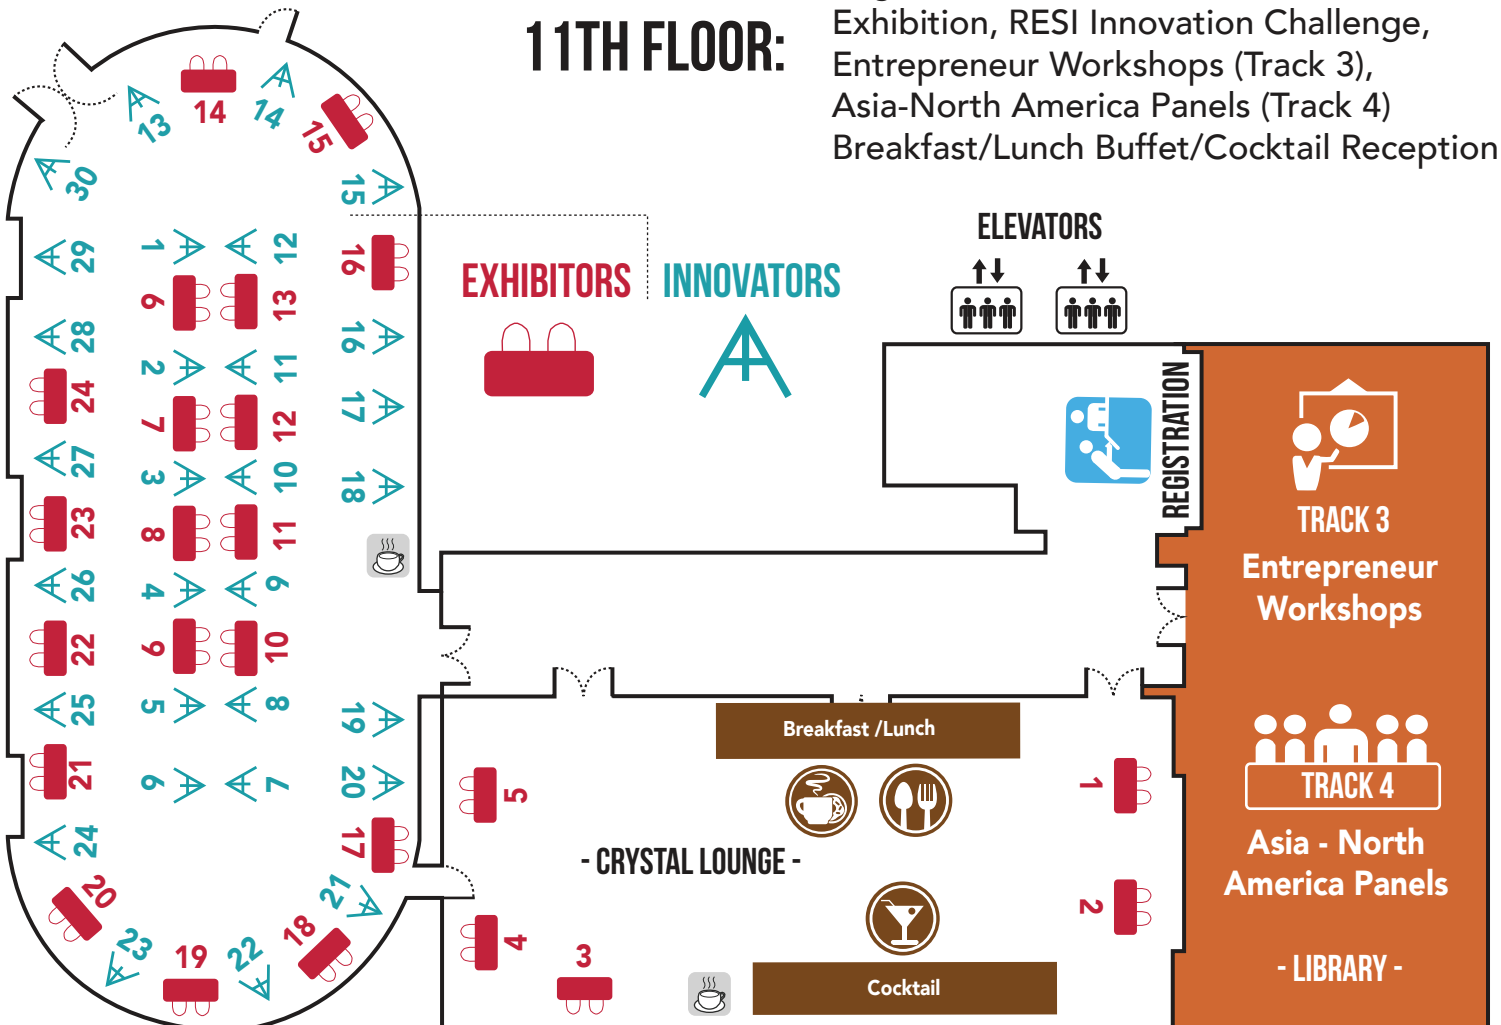 11TH FLOOR:
Exhibition, RESI Innovation Challenge,
Entrepreneur Workshops (Track 3),
Asia-North America Panels (Track 4)
Breakfast/Lunch Buffet/Cocktail Reception
ELEVATORS
EXHIBITORS
INNOVATORS
REGISTRATION
TRACK 3
Entrepreneur
Workshops
TRACK 4
Asia - North
America Panels
- LIBRARY -
Breakfast /Lunch
- CRYSTAL LOUNGE -
Cocktail
13
14
14
15
15
30
29
1
12
16
6
13
28
2
11
16
24
7
12
17
27
3
10
18
23
8
11
26
4
9
22
9
10
25
5
8
19
21
6
7
20
24
17
20
21
23
19
22
18
5
4
3
1
2